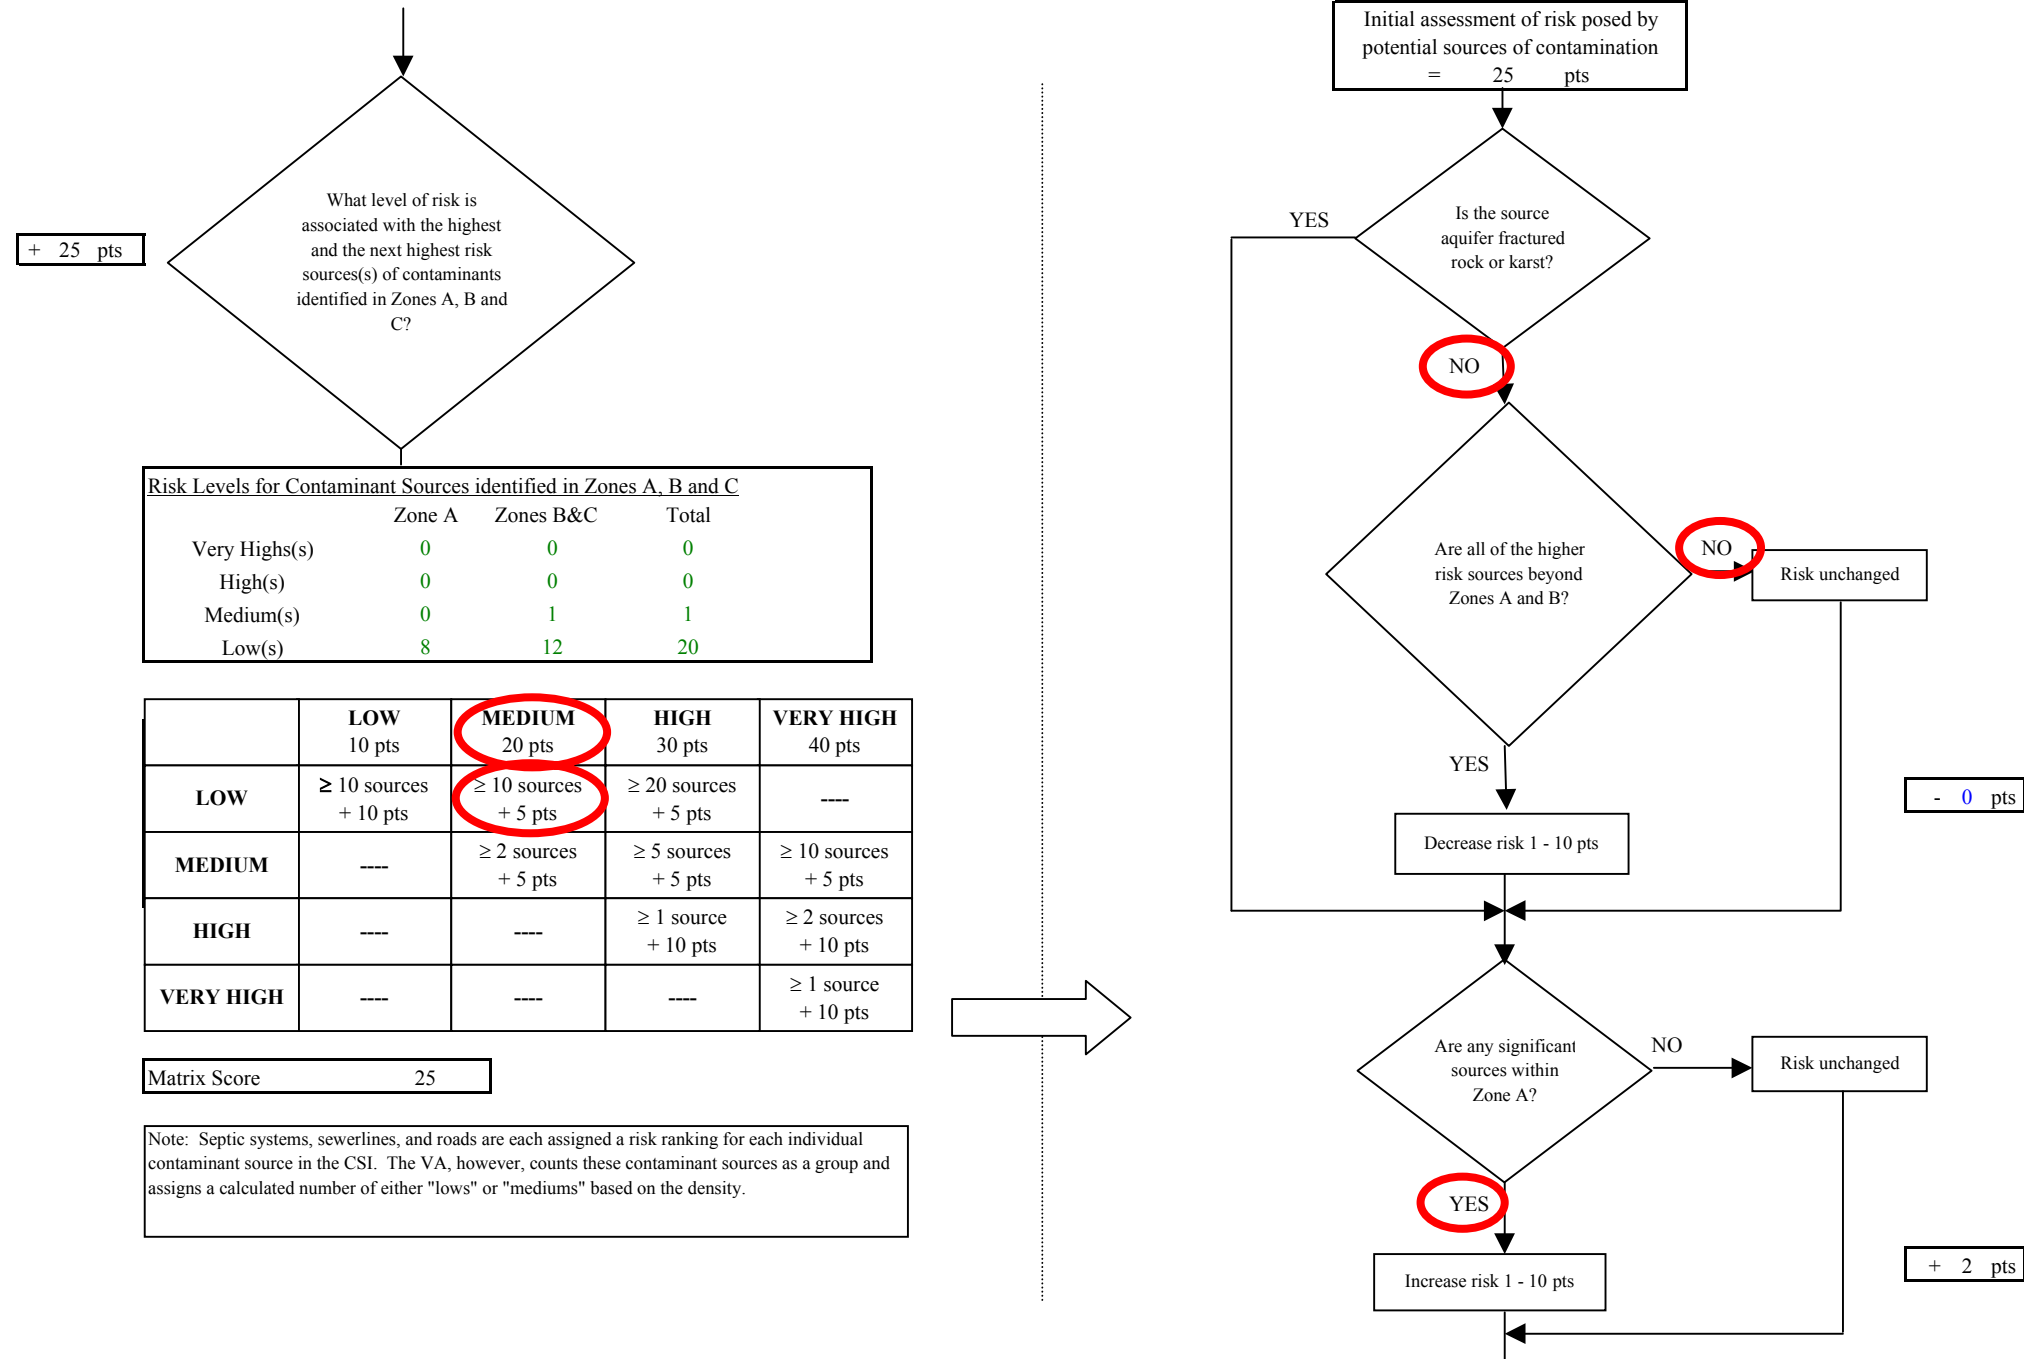 + 25 pts
What level of risk is
associated with the highest
and the next highest risk
sources(s) of contaminants
identified in Zones A, B and
C?
Risk Levels for Contaminant Sources identified in Zones A, B and C
Zone A Zones B&C Total
Very Highs(s) 0 0 0
High(s) 0 0 0
Medium(s) 0 1 1
Low(s) 8 12 20
LOW MEDIUM HIGH VERY HIGH
10 pts 20 pts 30 pts 40 pts
LOW ≥ 10 sources ≥ 10 sources ≥ 20 sources ----
+ 10 pts + 5 pts + 5 pts
MEDIUM ---- ≥ 2 sources ≥ 5 sources ≥ 10 sources
+ 5 pts + 5 pts + 5 pts
HIGH ---- ---- ≥ 1 source ≥ 2 sources
+ 10 pts + 10 pts
VERY HIGH ---- ---- ---- ≥ 1 source
+ 10 pts
Matrix Score 25
Note: Septic systems, sewerlines, and roads are each assigned a risk ranking for each individual
contaminant source in the CSI. The VA, however, counts these contaminant sources as a group and
assigns a calculated number of either "lows" or "mediums" based on the density.
Initial assessment of risk posed by
potential sources of contamination
= 25 pts
YES
Is the source
aquifer fractured
rock or karst?
NO
Are all of the higher
risk sources beyond
Zones A and B?
NO
Risk unchanged
YES
Decrease risk 1 - 10 pts
- 0 pts
Are any significant
sources within
Zone A?
NO
Risk unchanged
YES
Increase risk 1 - 10 pts
+ 2 pts